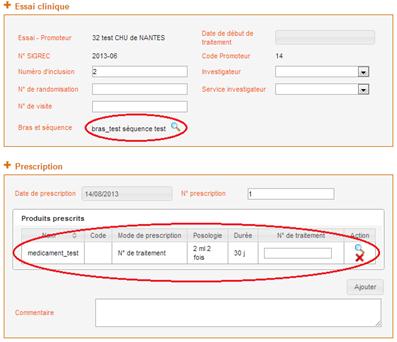 Essai clinique
Essai - Promoteur 32 test CHU de NANTES Date de début de traitement
N° SIGREC 2013-06 Code Promoteur 14
Numéro d'inclusion 2 Investigateur
N° de randomisation Service investigateur
N° de visite
Bras et séquence bras_test séquence test
Prescription
Date de prescription 14/08/2013 N° prescription 1
Produits prescrits
Nom Code Mode de prescription Posologie Durée N° de traitement Action
medicament_test N° de traitement 2 ml 2 fois 30 j
Ajouter
Commentaire